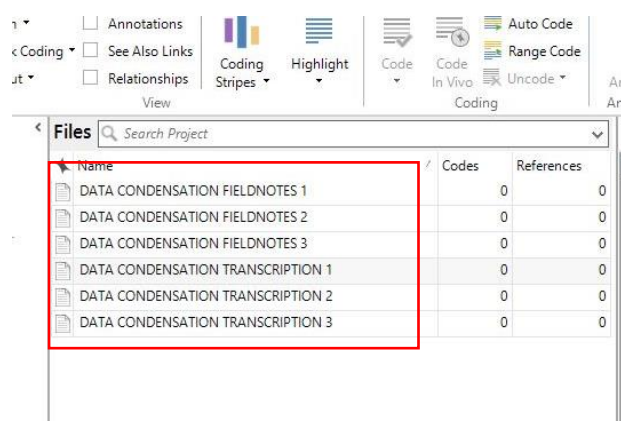 Annotations
Auto Code
Coding
See Also Links
Range Code
Coding Stripes
Highlight
Code
Code In Vivo
Uncode
Relationships
View
Coding
Files
Search Project
Name
Codes
References
DATA CONDENSATION FIELDNOTES 1 0 0
DATA CONDENSATION FIELDNOTES 2 0 0
DATA CONDENSATION FIELDNOTES 3 0 0
DATA CONDENSATION TRANSCRIPTION 1 0 0
DATA CONDENSATION TRANSCRIPTION 2 0 0
DATA CONDENSATION TRANSCRIPTION 3 0 0